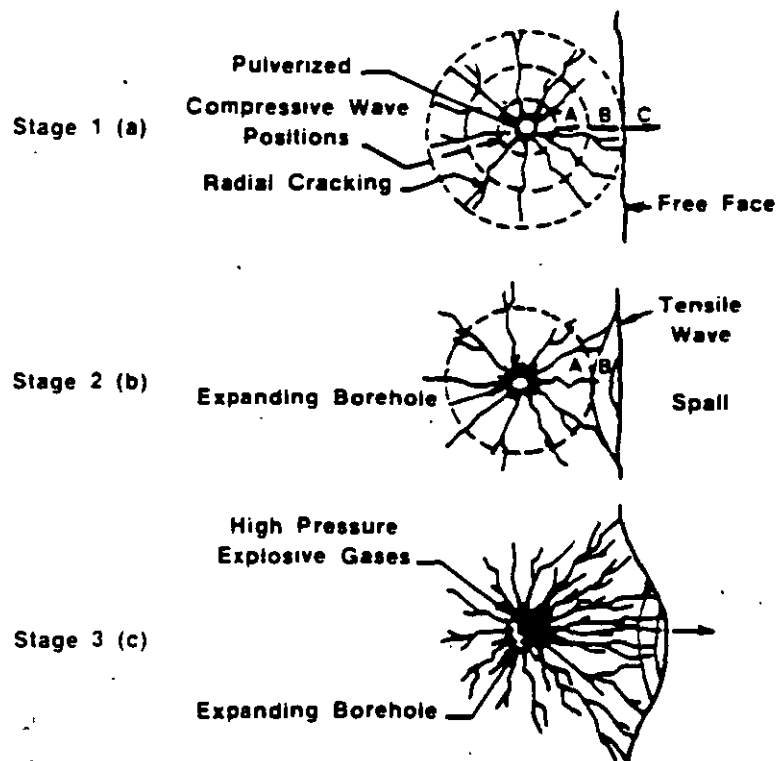 Pulverized
Compressive Wave
Positions
Stage 1 (a)
Radial Cracking
A B C
Free Face
Tensile
Wave
Stage 2 (b)
Expanding Borehole
A B
Spall
High Pressure
Explosive Gases
Stage 3 (c)
Expanding Borehole